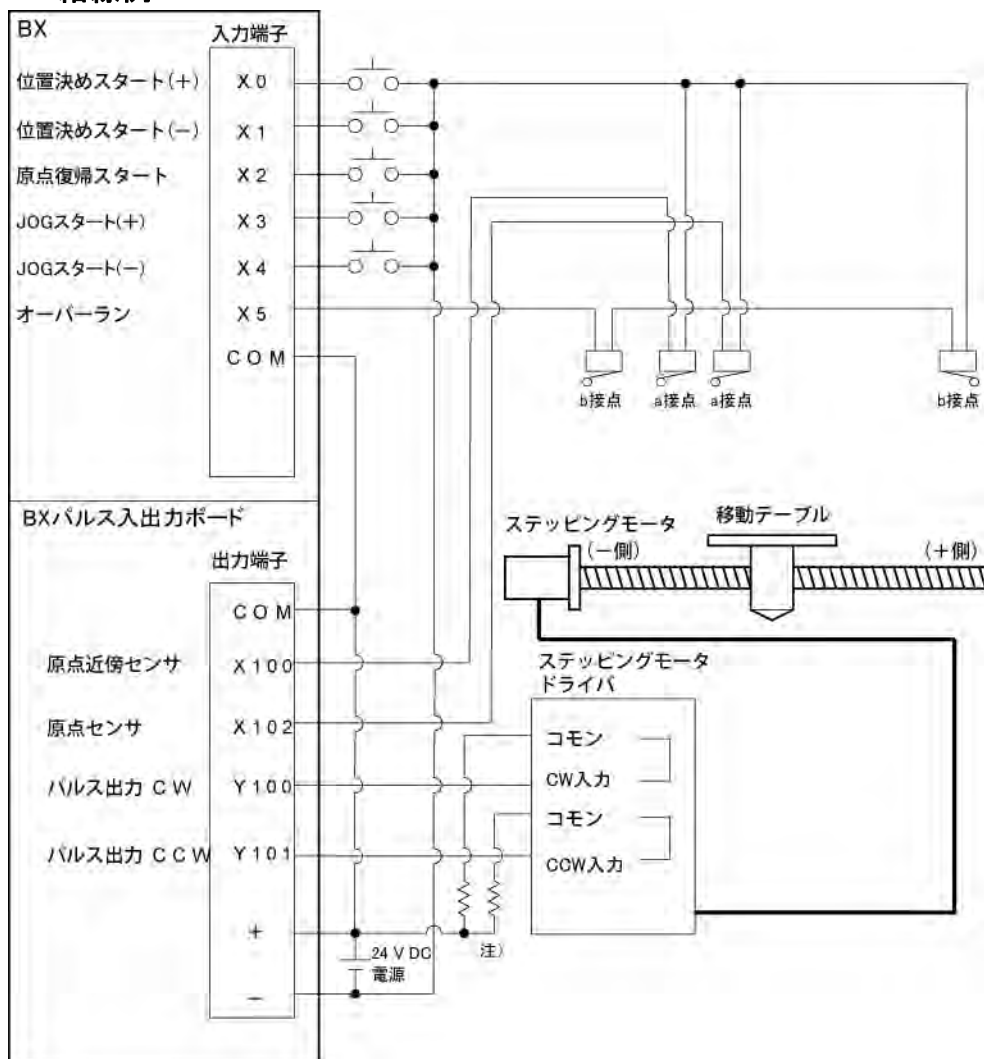 BX
入力端子
位置決めスタート(+) X0
位置決めスタート(-) X1
原点復帰スタート X2
JOGスタート(+) X3
JOGスタート(-) X4
オーバーラン X5
COM
b接点 a接点 a接点 b接点
BXパルス入出力ボード
出力端子
COM
原点近傍センサ X100
原点センサ X102
パルス出力 CW Y100
パルス出力 CCW Y101
+
-
24 V DC
電源
注)
ステッピングモータ
移動テーブル
(-側)
(+側)
ステッピングモータ
ドライバ
コモン
CW入力
コモン
CCW入力